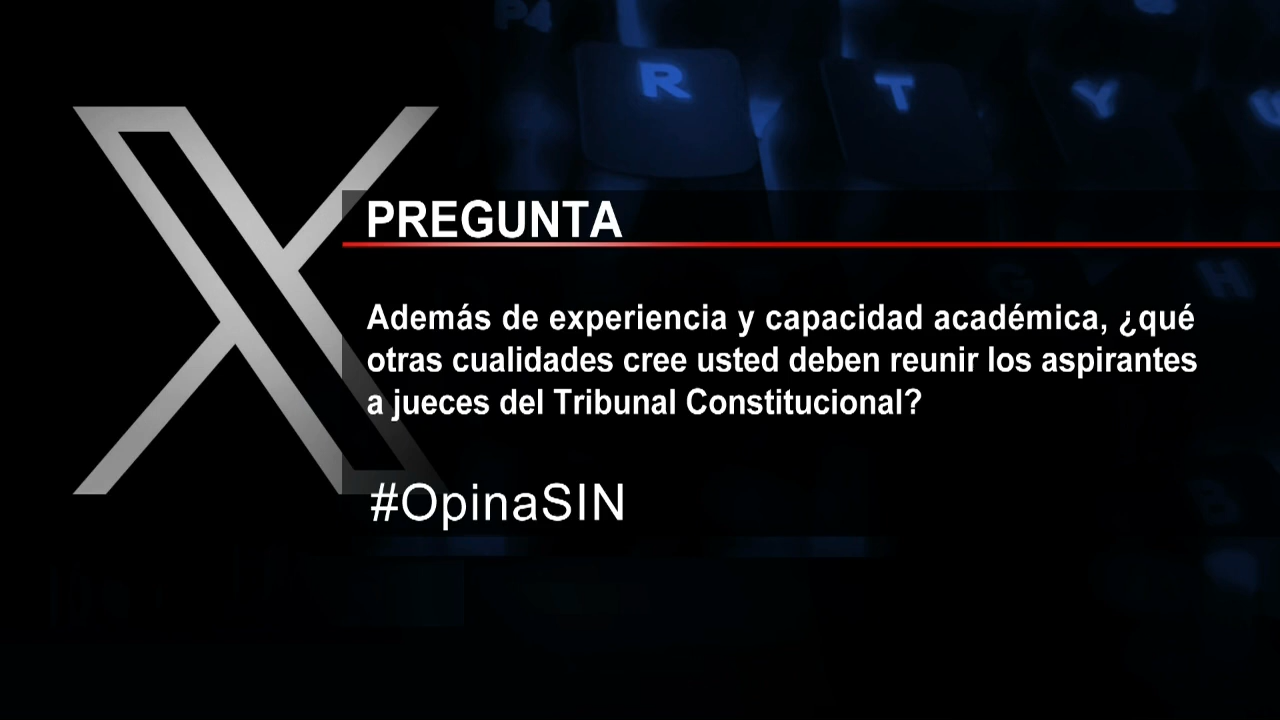 PREGUNTA
Además de experiencia y capacidad académica, ¿qué
otras cualidades cree usted deben reunir los aspirantes
a jueces del Tribunal Constitucional?
#OpinaSIN
R T Y U
H